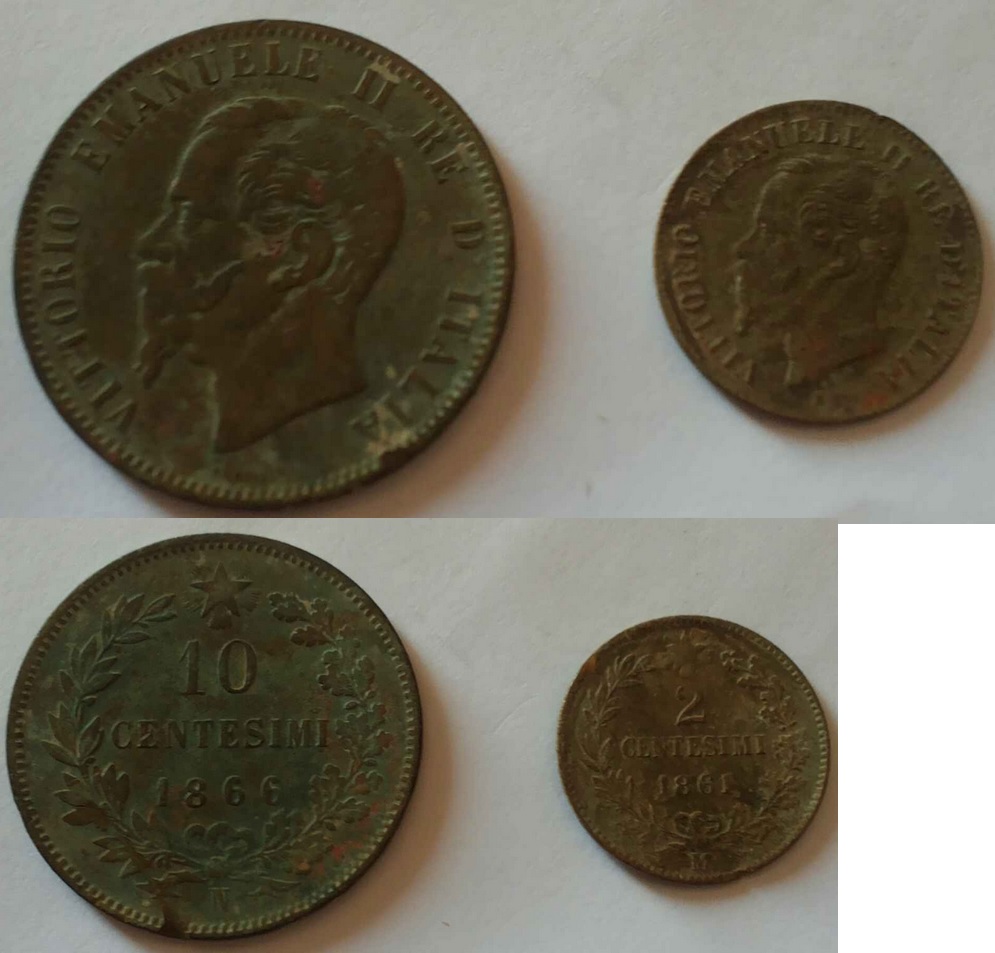 VITTORIO EMANUELE II RE D'ITALIA
VITTORIO EMANUELE II RE D'ITALIA
10
CENTESIMI
1866
N
2
CENTESIMI
1861
M